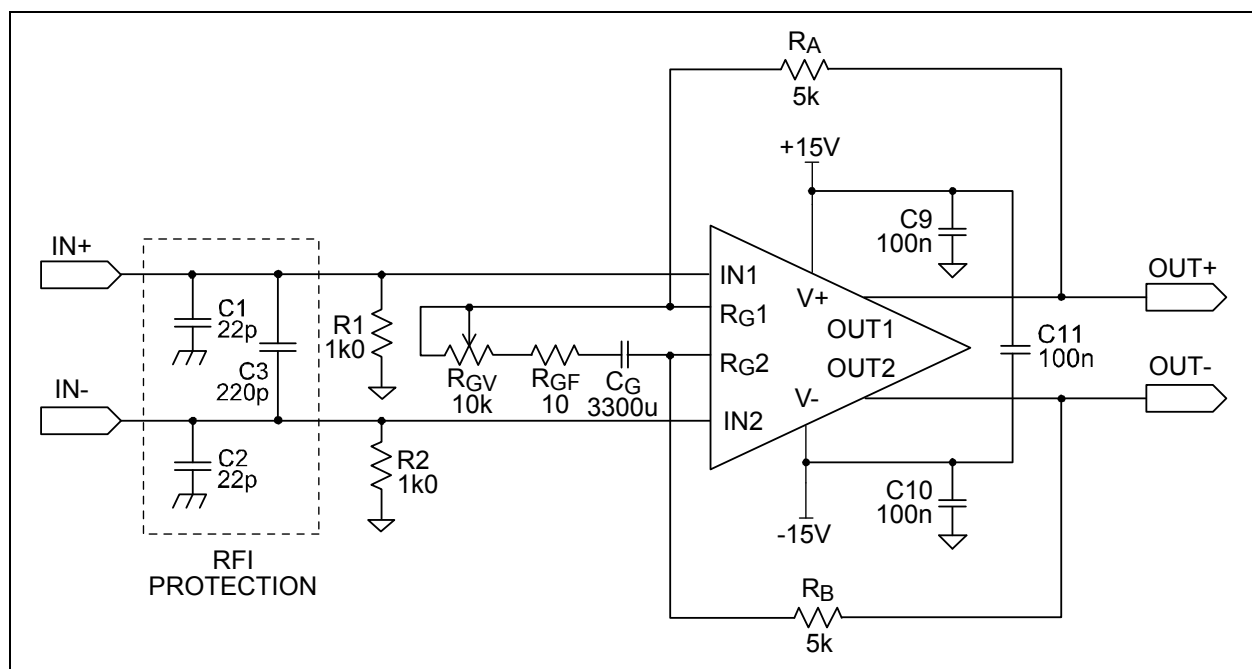 RA
5k
+15V
C9
100n
IN+
OUT+
IN1
V+
C1
22p
R1
1k0
RG1
OUT1
C11
100n
C3
220p
RG2
OUT2
RGV
10k
RGF
10
CG
3300u
IN-
OUT-
V-
IN2
C2
22p
R2
1k0
C10
100n
-15V
RFI
PROTECTION
RB
5k